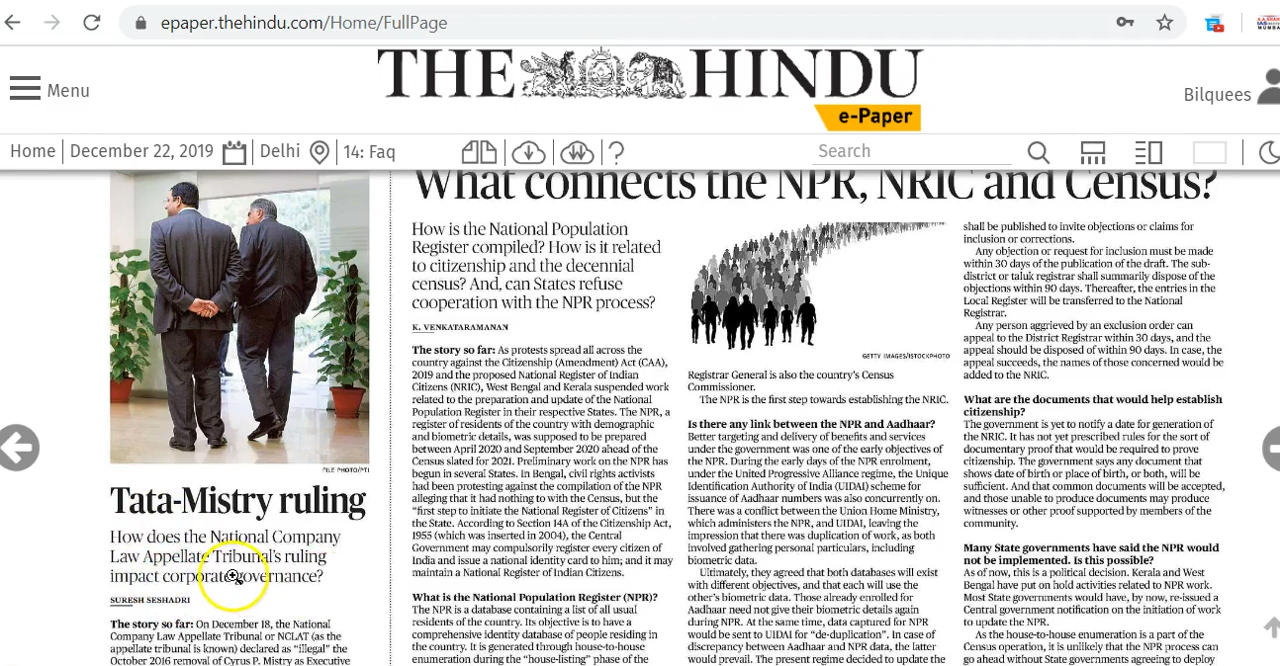 epaper.thehindu.com/Home/FullPage
Menu
THE HINDU
e-Paper
Bilquees
Home
December 22, 2019
Delhi
14: Faq
?
Search
FILE PHOTO/PTI
Tata-Mistry ruling
How does the National Company
Law Appellate Tribunal's ruling
impact corporate governance?
SURESH SESHADRI
The story so far: On December 18, the National
Company Law Appellate Tribunal or NCLAT (as the
appellate tribunal is known) declared as "illegal" the
October 2016 removal of Cyrus P. Mistry as Executive
What connects the NPR, NRIC and Census?
How is the National Population
Register compiled? How is it related
to citizenship and the decennial
census? And, can States refuse
cooperation with the NPR process?
K. VENKATARAMANAN
The story so far: As protests spread all across the
country against the Citizenship (Amendment) Act (CAA),
2019 and the proposed National Register of Indian
Citizens (NRIC), West Bengal and Kerala suspended work
related to the preparation and update of the National
Population Register in their respective States. The NPR, a
register of residents of the country with demographic
and biometric details, was supposed to be prepared
between April 2020 and September 2020 ahead of the
Census slated for 2021. Preliminary work on the NPR has
begun in several States. In Bengal, civil rights activists
had been protesting against the compilation of the NPR
alleging that it had nothing to with the Census, but the
"first step to initiate the National Register of Citizens" in
the State. According to Section 14A of the Citizenship Act,
1955 (which was inserted in 2004), the Central
Government may compulsorily register every citizen of
India and issue a national identity card to him; and it may
maintain a National Register of Indian Citizens.
What is the National Population Register (NPR)?
The NPR is a database containing a list of all usual
residents of the country. Its objective is to have a
comprehensive identity database of people residing in
the country. It is generated through house-to-house
enumeration during the "house-listing" phase of the
GETTY IMAGES/ISTOCKPHOTO
Registrar General is also the country's Census
Commissioner.
The NPR is the first step towards establishing the NRIC.
Is there any link between the NPR and Aadhaar?
Better targeting and delivery of benefits and services
under the government was one of the early objectives of
the NPR. During the early days of the NPR enrolment,
under the United Progressive Alliance regime, the Unique
Identification Authority of India (UIDAI) scheme for
issuance of Aadhaar numbers was also concurrently on.
There was a conflict between the Union Home Ministry,
which administers the NPR, and UIDAI, leaving the
impression that there was duplication of work, as both
involved gathering personal particulars, including
biometric data.
Ultimately, they agreed that both databases will exist
with different objectives, and that each will use the
other's biometric data. Those already enrolled for
Aadhaar need not give their biometric details again
during NPR. At the same time, data captured for NPR
would be sent to UIDAI for "de-duplication". In case of
discrepancy between Aadhaar and NPR data, the latter
would prevail. The present regime decided to update the
shall be published to invite objections or claims for
inclusion or corrections.
Any objection or request for inclusion must be made
within 30 days of the publication of the draft. The sub-
district or taluk registrar shall summarily dispose of the
objections within 90 days. Thereafter, the entries in the
Local Register will be transferred to the National
Registrar.
Any person aggrieved by an exclusion order can
appeal to the District Registrar within 30 days, and the
appeal should be disposed of within 90 days. In case, the
appeal succeeds, the names of those concerned would be
added to the NRIC.
What are the documents that would help establish
citizenship?
The government is yet to notify a date for generation of
the NRIC. It has not yet prescribed rules for the sort of
documentary proof that would be required to prove
citizenship. The government says any document that
shows date of birth or place of birth, or both, will be
sufficient. And that common documents will be accepted,
and those unable to produce documents may produce
witnesses or other proof supported by members of the
community.
Many State governments have said the NPR would
not be implemented. Is this possible?
As of now, this is a political decision. Kerala and West
Bengal have put on hold activities related to NPR work.
Most State governments would have, by now, re-issued a
Central government notification on the initiation of work
to update the NPR.
As the house-to-house enumeration is a part of the
Census operation, it is unlikely that the NPR process can
go ahead without State governments agreeing to deploy